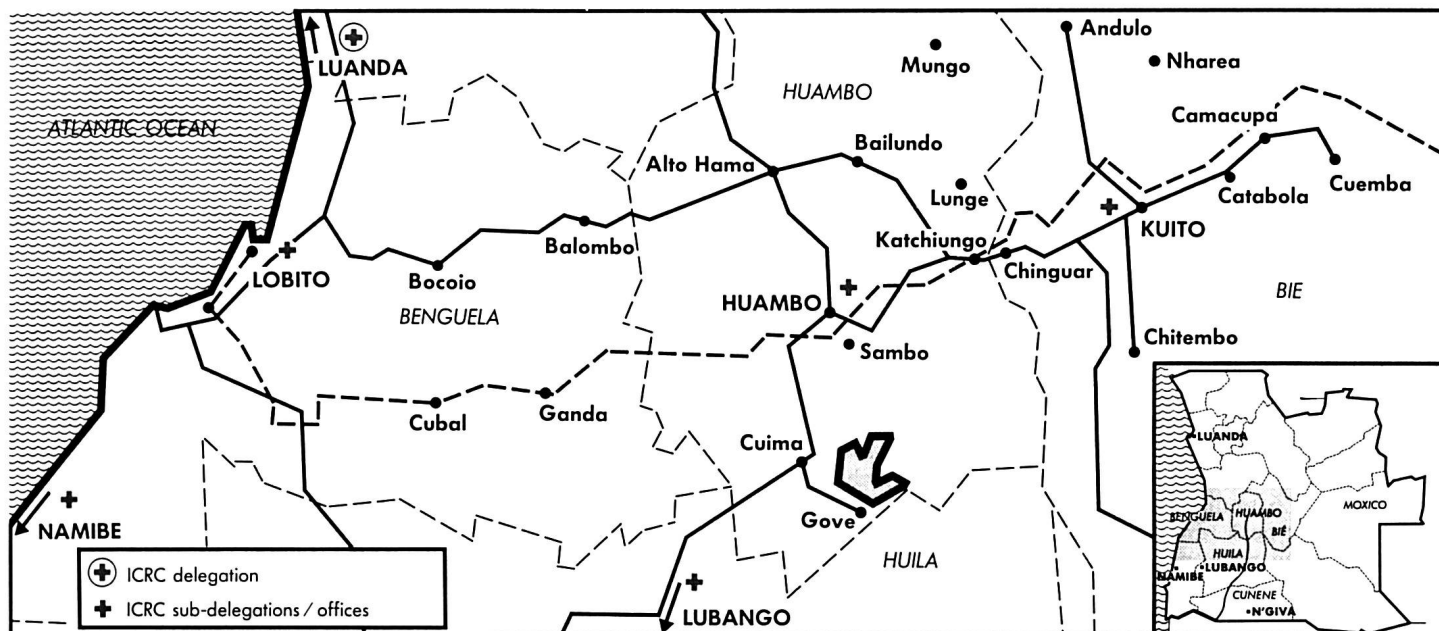 LUANDA
ATLANTIC OCEAN
HUAMBO
Mungo
Andulo
Nharea
Camacupa
Alto Hama
Bailundo
Lunge
Catabola
Cuemba
KUITO
Balombo
Katchiungo
Chinguar
LOBITO
Bocoio
BENGUELA
HUAMBO
BIE
Sambo
Chitembo
Cubal
Ganda
Cuima
Gove
HUILA
NAMIBE
LUBANGO
ICRC delegation
ICRC sub-delegations / offices
LUANDA
BENGUELA
HUAMBO
BIÉ
MOXICO
HUILA
NAMIBE
LUBANGO
CUNENE
N'GIVA